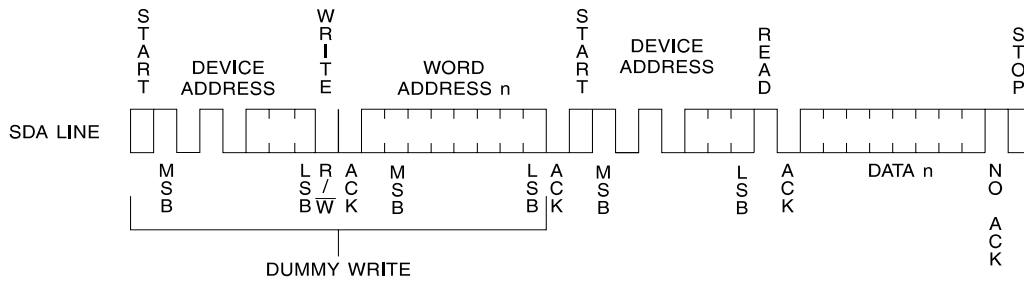 START
WRITE
START
READ
STOP
DEVICE
ADDRESS
WORD
ADDRESS n
DEVICE
ADDRESS
SDA LINE
MSB
LSB
R/W
ACK
MSB
LSB
ACK
MSB
LSB
ACK
DATA n
NO ACK
DUMMY WRITE